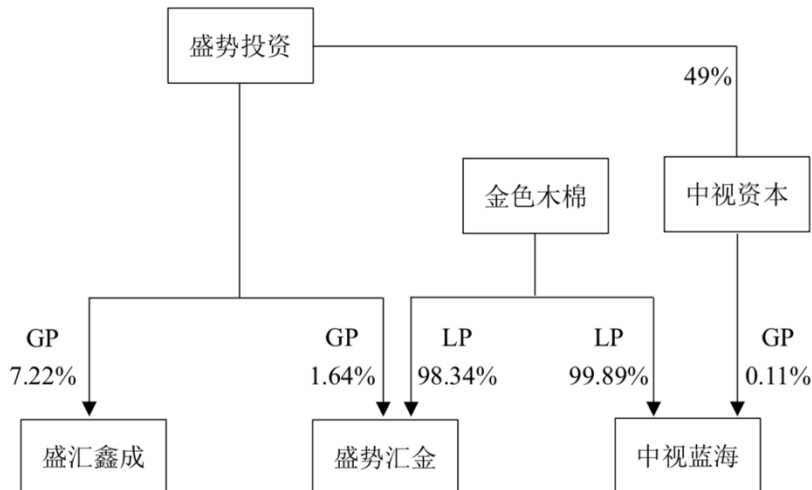 盛势投资
49%
金色木棉
中视资本
GP
GP
LP
LP
GP
7.22%
1.64%
98.34%
99.89%
0.11%
盛汇鑫成
盛势汇金
中视蓝海